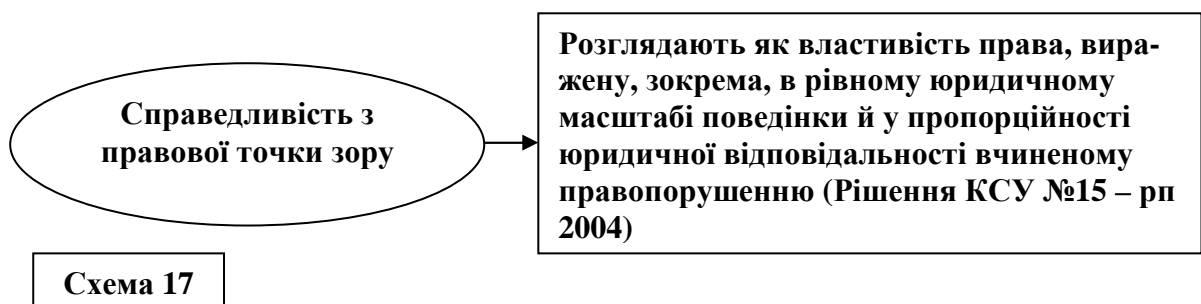 Справедливість з
правової точки зору
Розглядають як властивість права, вира-
жену, зокрема, в рівному юридичному
масштабі поведінки й у пропорційності
юридичної відповідальності вчиненому
правопорушенню (Рішення КСУ №15 – рп
2004)
Схема 17